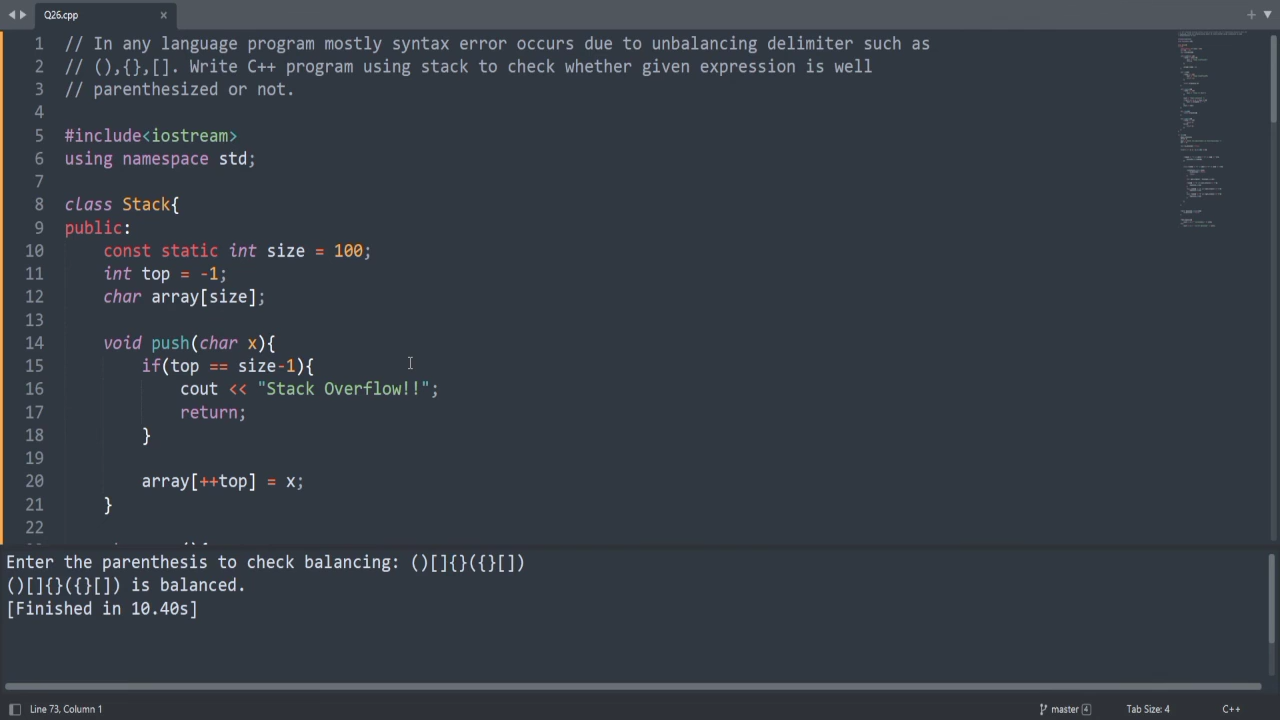 Q26.cpp
1 // In any language program mostly syntax error occurs due to unbalancing delimiter such as
2 // (),{},[]. Write C++ program using stack to check whether given expression is well
3 // parenthesized or not.
4
5 #include<iostream>
6 using namespace std;
7
8 class Stack{
9 public:
10 const static int size = 100;
11 int top = -1;
12 char array[size];
13
14 void push(char x){
15 if(top == size-1){
16 cout << "Stack Overflow!!";
17 return;
18 }
19
20 array[++top] = x;
21 }
22
Enter the parenthesis to check balancing: ()[]{}({}[])
()[]{}({}[]) is balanced.
[Finished in 10.40s]
Line 73, Column 1
master 4
Tab Size: 4
C++